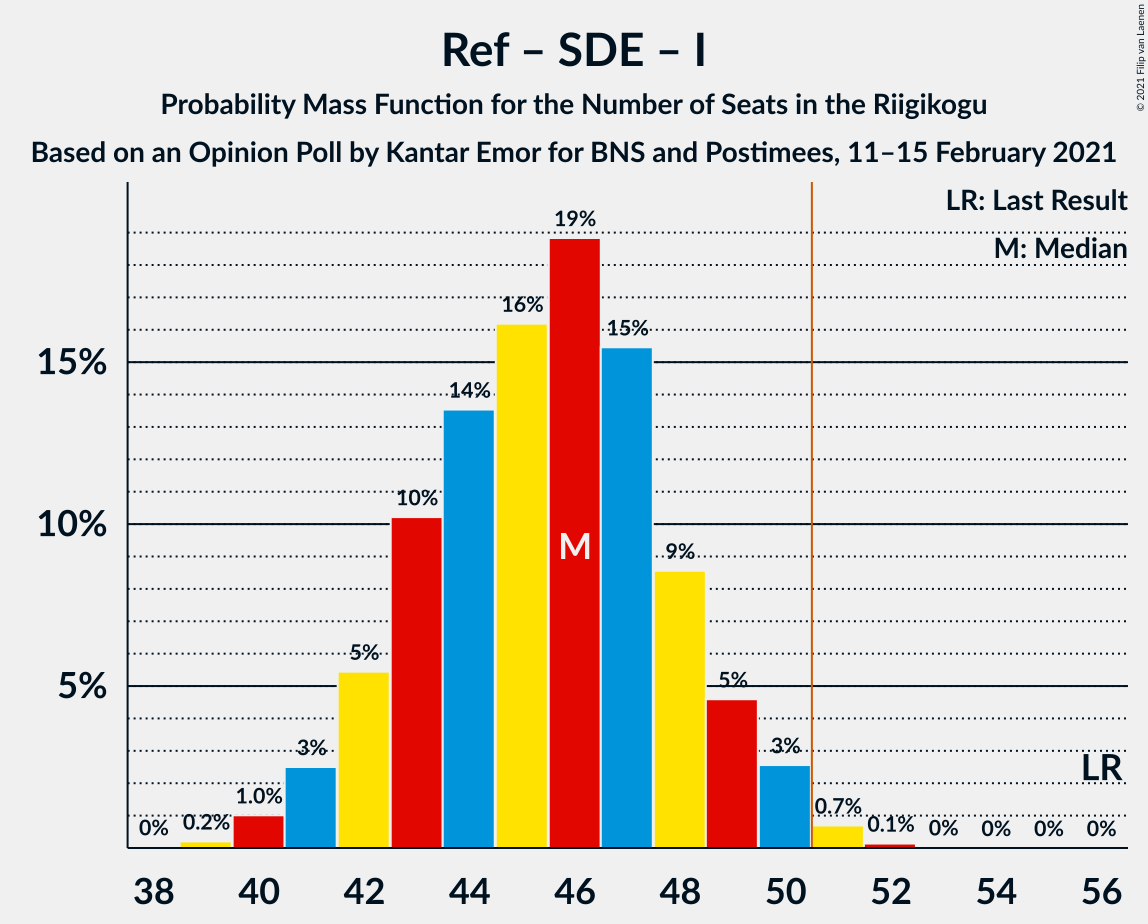 Ref – SDE – I
Probability Mass Function for the Number of Seats in the Riigikogu
Based on an Opinion Poll by Kantar Emor for BNS and Postimees, 11–15 February 2021
© 2021 Filip van Laenen
LR: Last Result
M: Median
15%
10%
5%
0%
0.2%
1.0%
3%
5%
10%
14%
16%
19%
15%
9%
5%
3%
0.7%
0.1%
0%
0%
0%
0%
M
LR
38 40 42 44 46 48 50 52 54 56